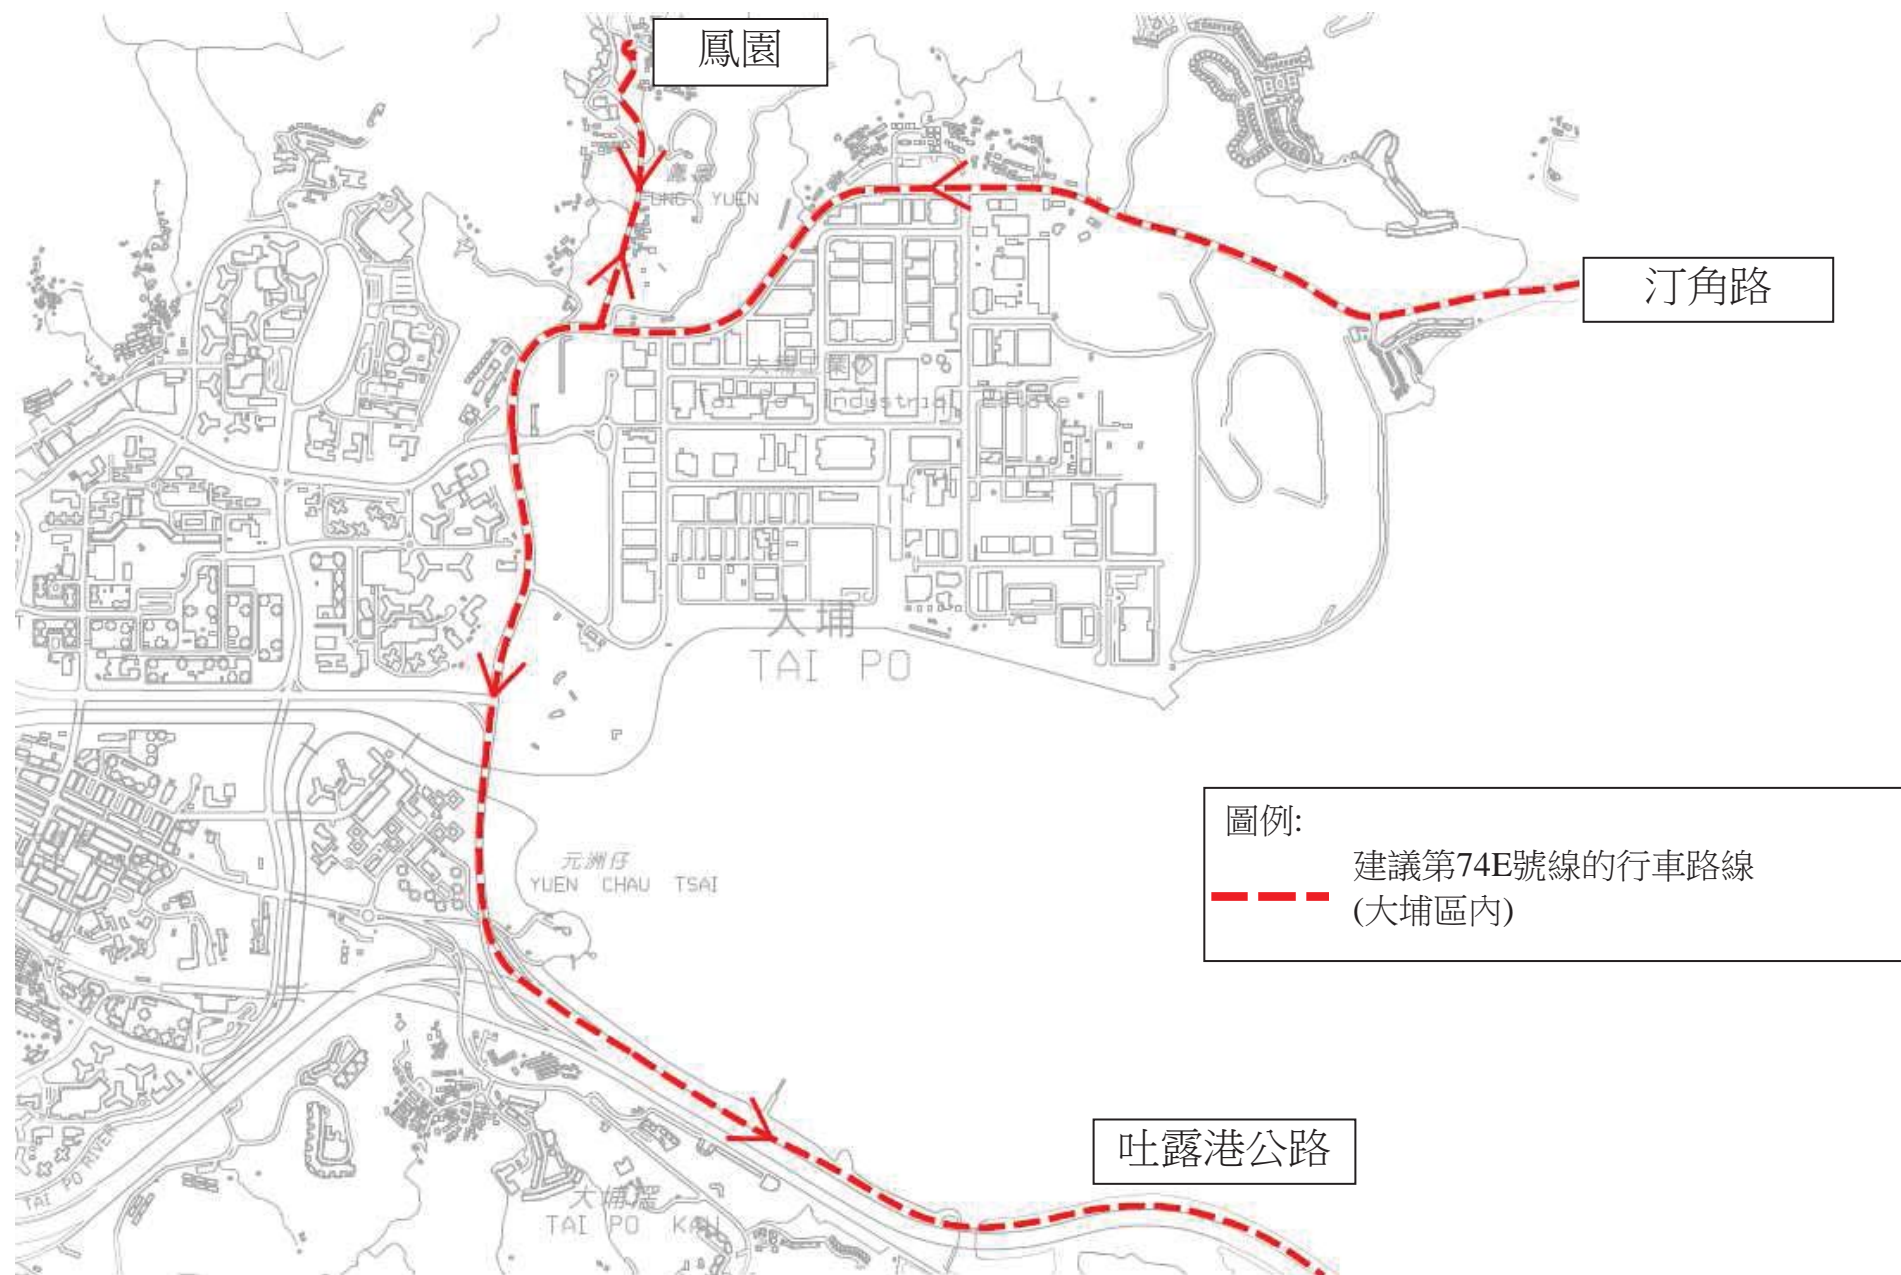 鳳園
FUNG YUEN
汀角路
大埔工業邨
Tai Po Industrial Estate
大埔
TAI PO
圖例:
建議第74E號線的行車路線
(大埔區內)
元洲仔
YUEN CHAU TSAI
吐露港公路
TAI PO RIVER
大埔滘
TAI PO KAU